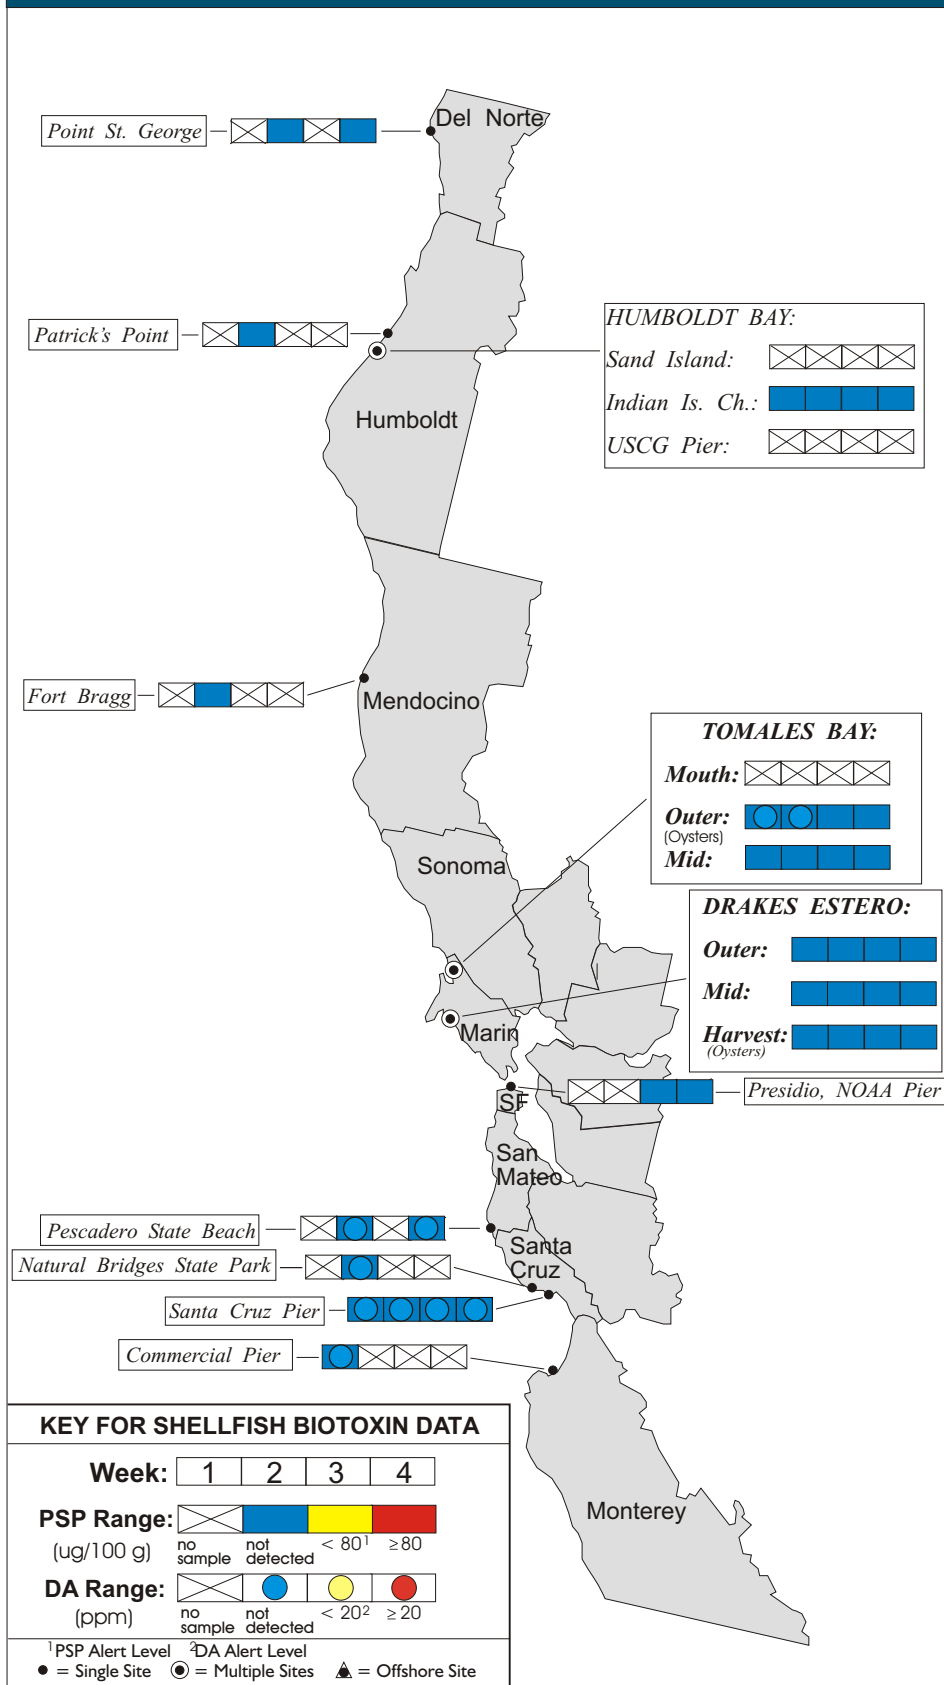 Del Norte
Point St. George
Patrick's Point
HUMBOLDT BAY:
Sand Island:
Indian Is. Ch.:
USCG Pier:
Humboldt
Fort Bragg
Mendocino
TOMALES BAY:
Mouth:
Outer:
(Oysters)
Mid:
Sonoma
DRAKES ESTERO:
Outer:
Mid:
Harvest:
(Oysters)
Marin
SF
Presidio, NOAA Pier
San
Mateo
Pescadero State Beach
Natural Bridges State Park
Santa
Cruz
Santa Cruz Pier
Commercial Pier
Monterey
KEY FOR SHELLFISH BIOTOXIN DATA
Week: 1 2 3 4
PSP Range:
(ug/100 g)
no sample
not detected
< 80¹
≥80
DA Range:
(ppm)
no sample
not detected
< 20²
≥ 20
¹PSP Alert Level ²DA Alert Level
= Single Site = Multiple Sites = Offshore Site